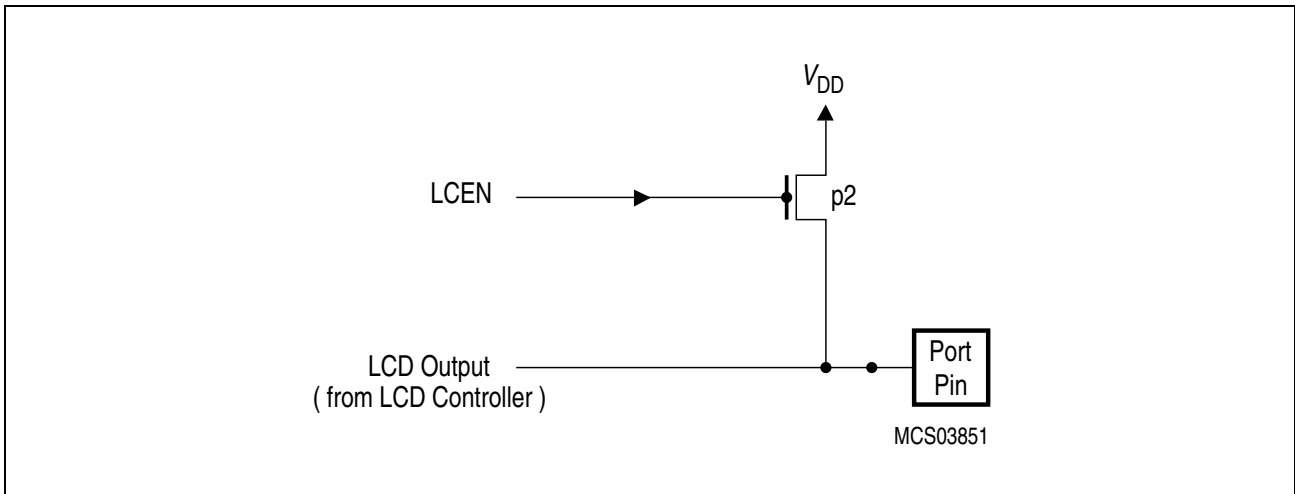 VDD
LCEN
p2
LCD Output
( from LCD Controller )
Port
Pin
MCS03851